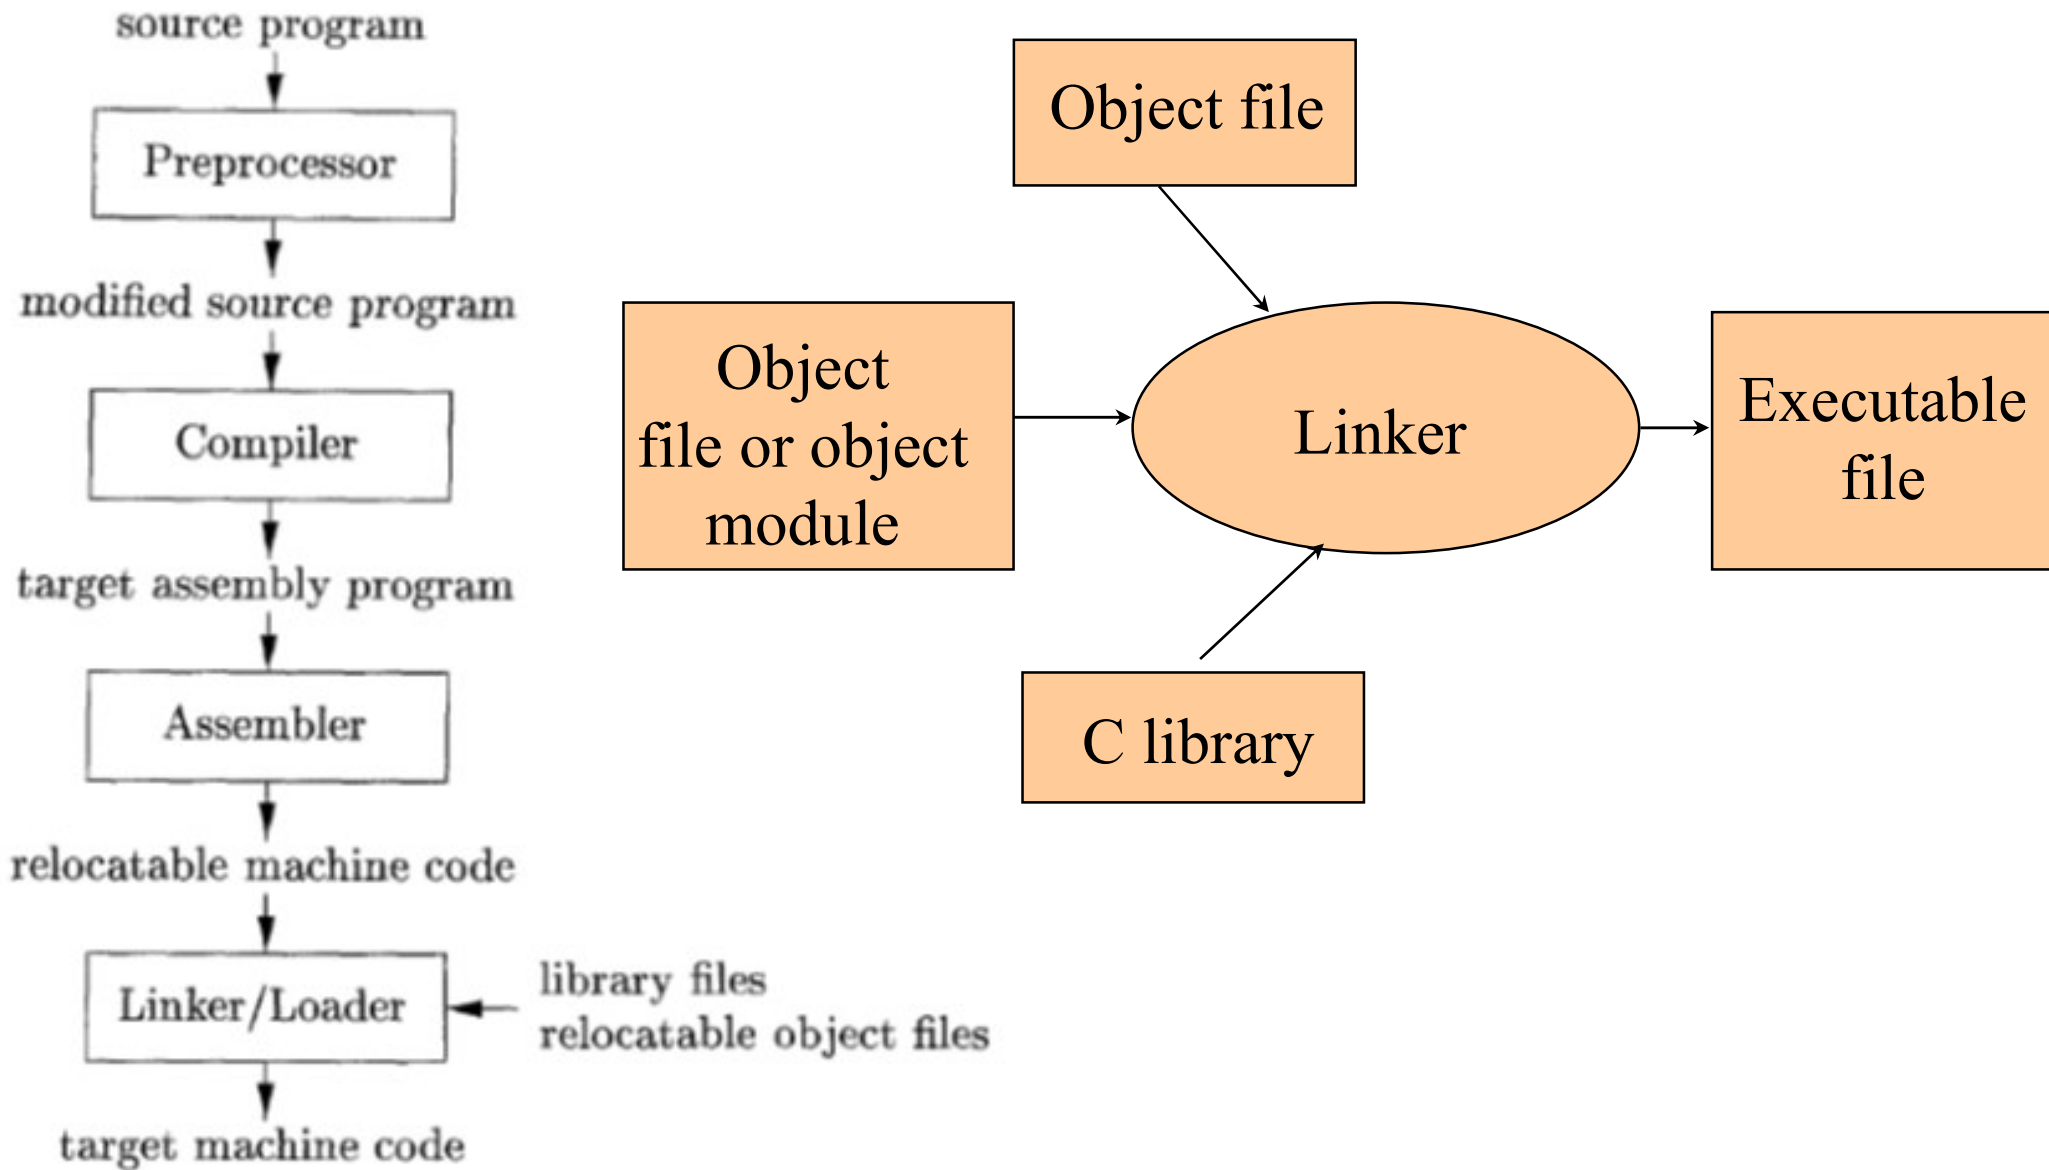 source program
Preprocessor
modified source program
Compiler
target assembly program
Assembler
relocatable machine code
Linker/Loader
library files
relocatable object files
target machine code
Object file
Object
file or object
module
Linker
Executable
file
C library